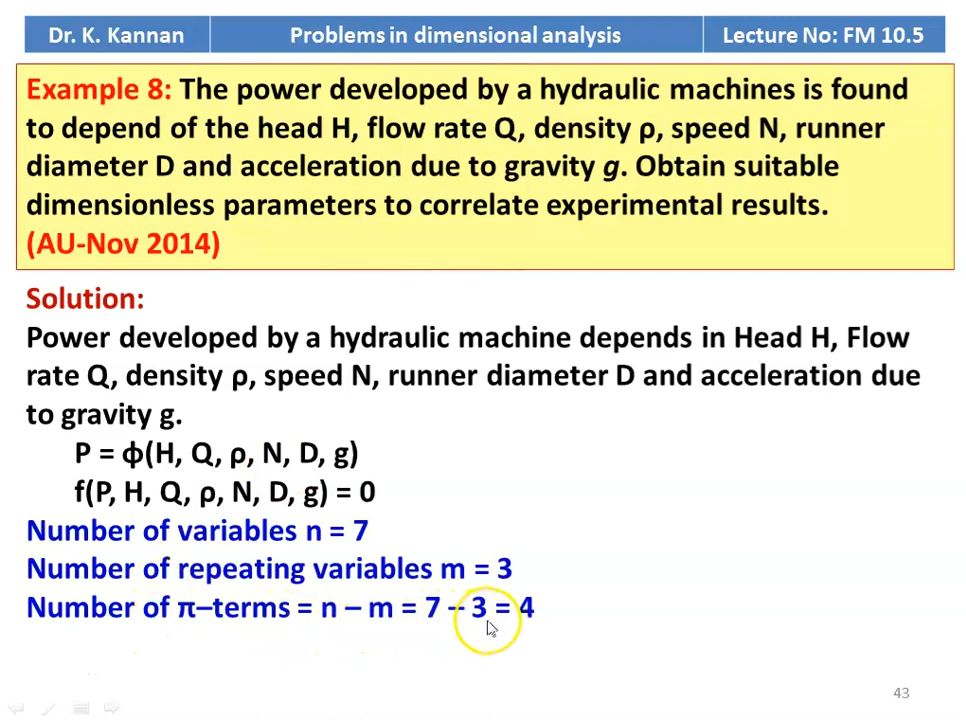 Dr. K. Kannan
Problems in dimensional analysis
Lecture No: FM 10.5
Example 8: The power developed by a hydraulic machines is found
to depend of the head H, flow rate Q, density ρ, speed N, runner
diameter D and acceleration due to gravity g. Obtain suitable
dimensionless parameters to correlate experimental results.
(AU-Nov 2014)
Solution:
Power developed by a hydraulic machine depends in Head H, Flow
rate Q, density ρ, speed N, runner diameter D and acceleration due
to gravity g.
P = ϕ(H, Q, ρ, N, D, g)
f(P, H, Q, ρ, N, D, g) = 0
Number of variables n = 7
Number of repeating variables m = 3
Number of π–terms = n – m = 7 – 3 = 4
43